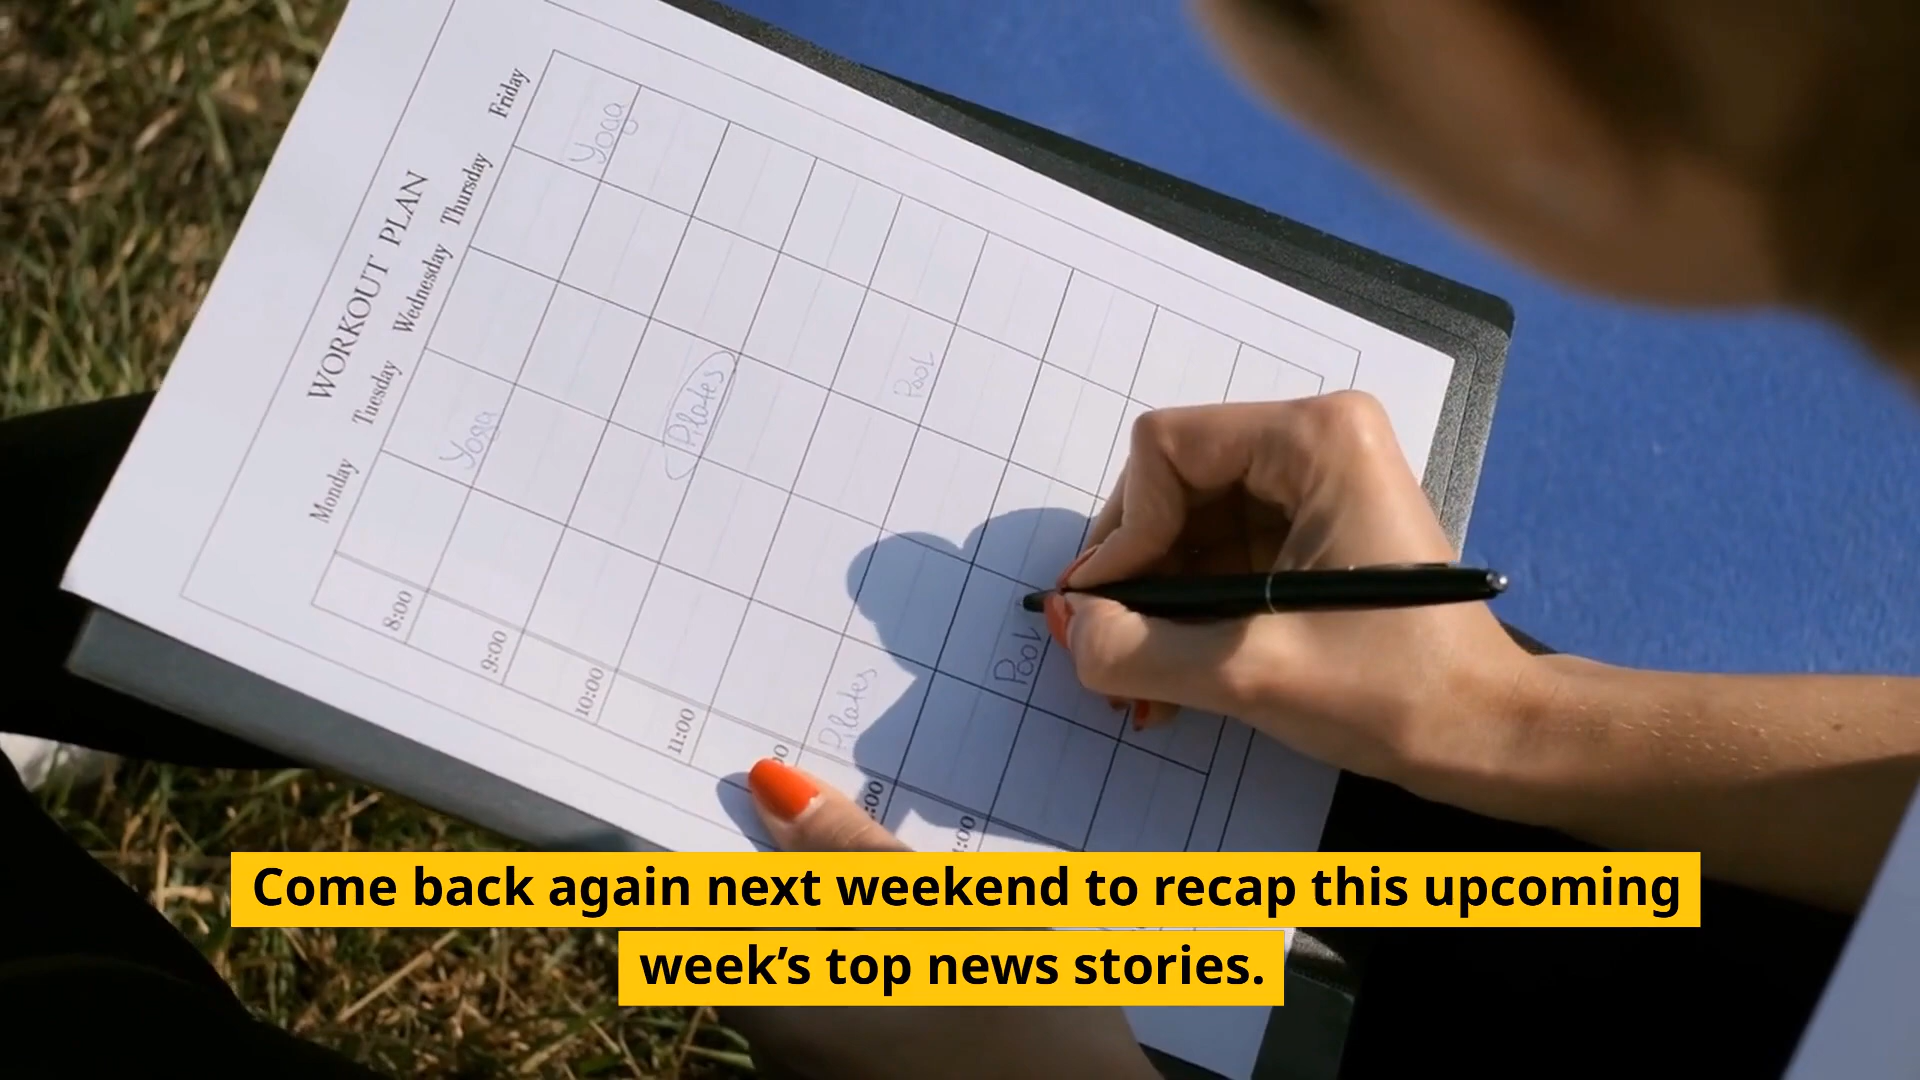 WORKOUT PLAN
Monday Tuesday Wednesday Thursday Friday
8:00
9:00
10:00
11:00
Yoga
Yoga
Pilates
Pool
Pilates
Pool
Come back again next weekend to recap this upcoming
week’s top news stories.